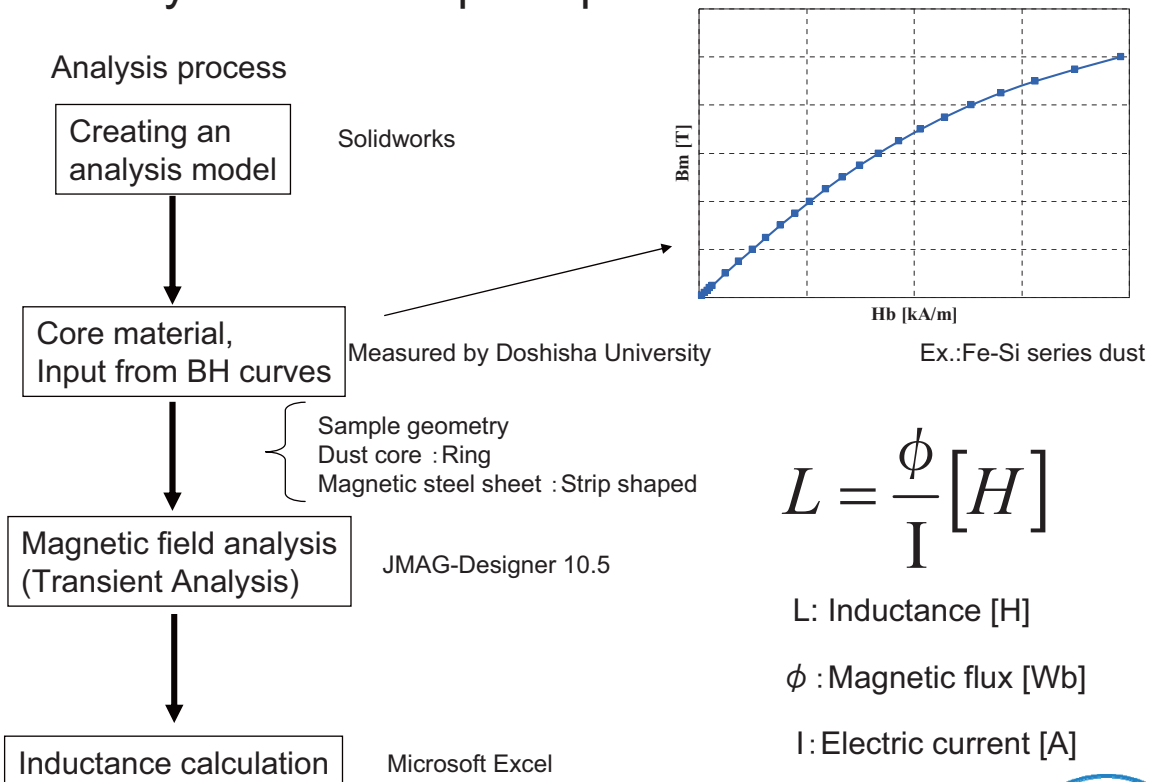 Analysis process
Creating an
analysis model
Solidworks
Core material,
Input from BH curves
Measured by Doshisha University
Sample geometry
Dust core：Ring
Magnetic steel sheet：Strip shaped
Magnetic field analysis
(Transient Analysis)
JMAG-Designer 10.5
Inductance calculation
Microsoft Excel
Bm [T]
Hb [kA/m]
Ex.:Fe-Si series dust
L = ϕ/I [H]
L: Inductance [H]
ϕ：Magnetic flux [Wb]
I：Electric current [A]